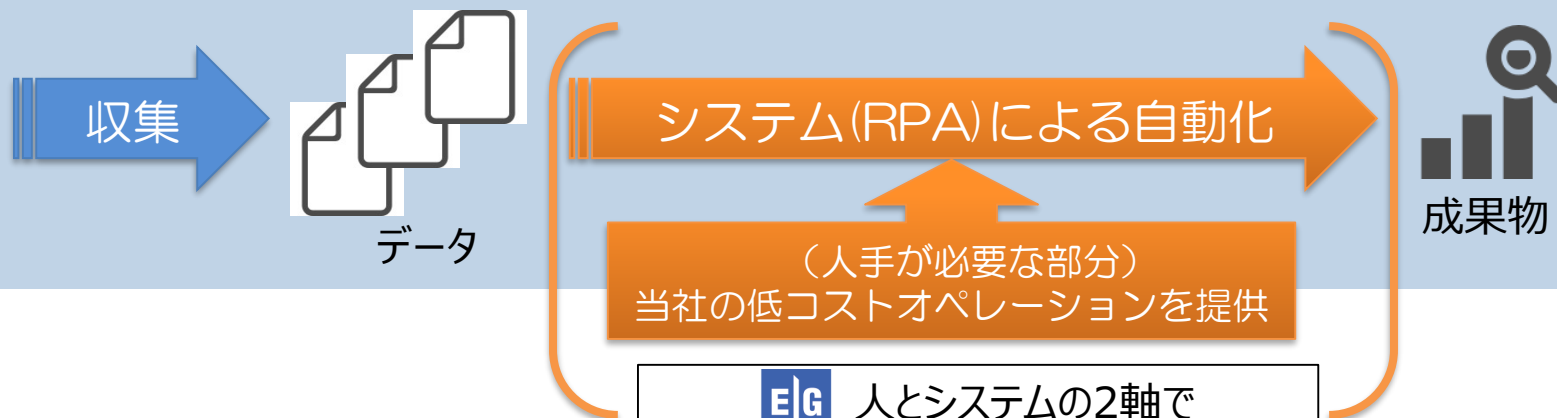 収集
データ
システム(RPA)による自動化
(人手が必要な部分)
当社の低コストオペレーションを提供
成果物
E|G 人とシステムの2軸で